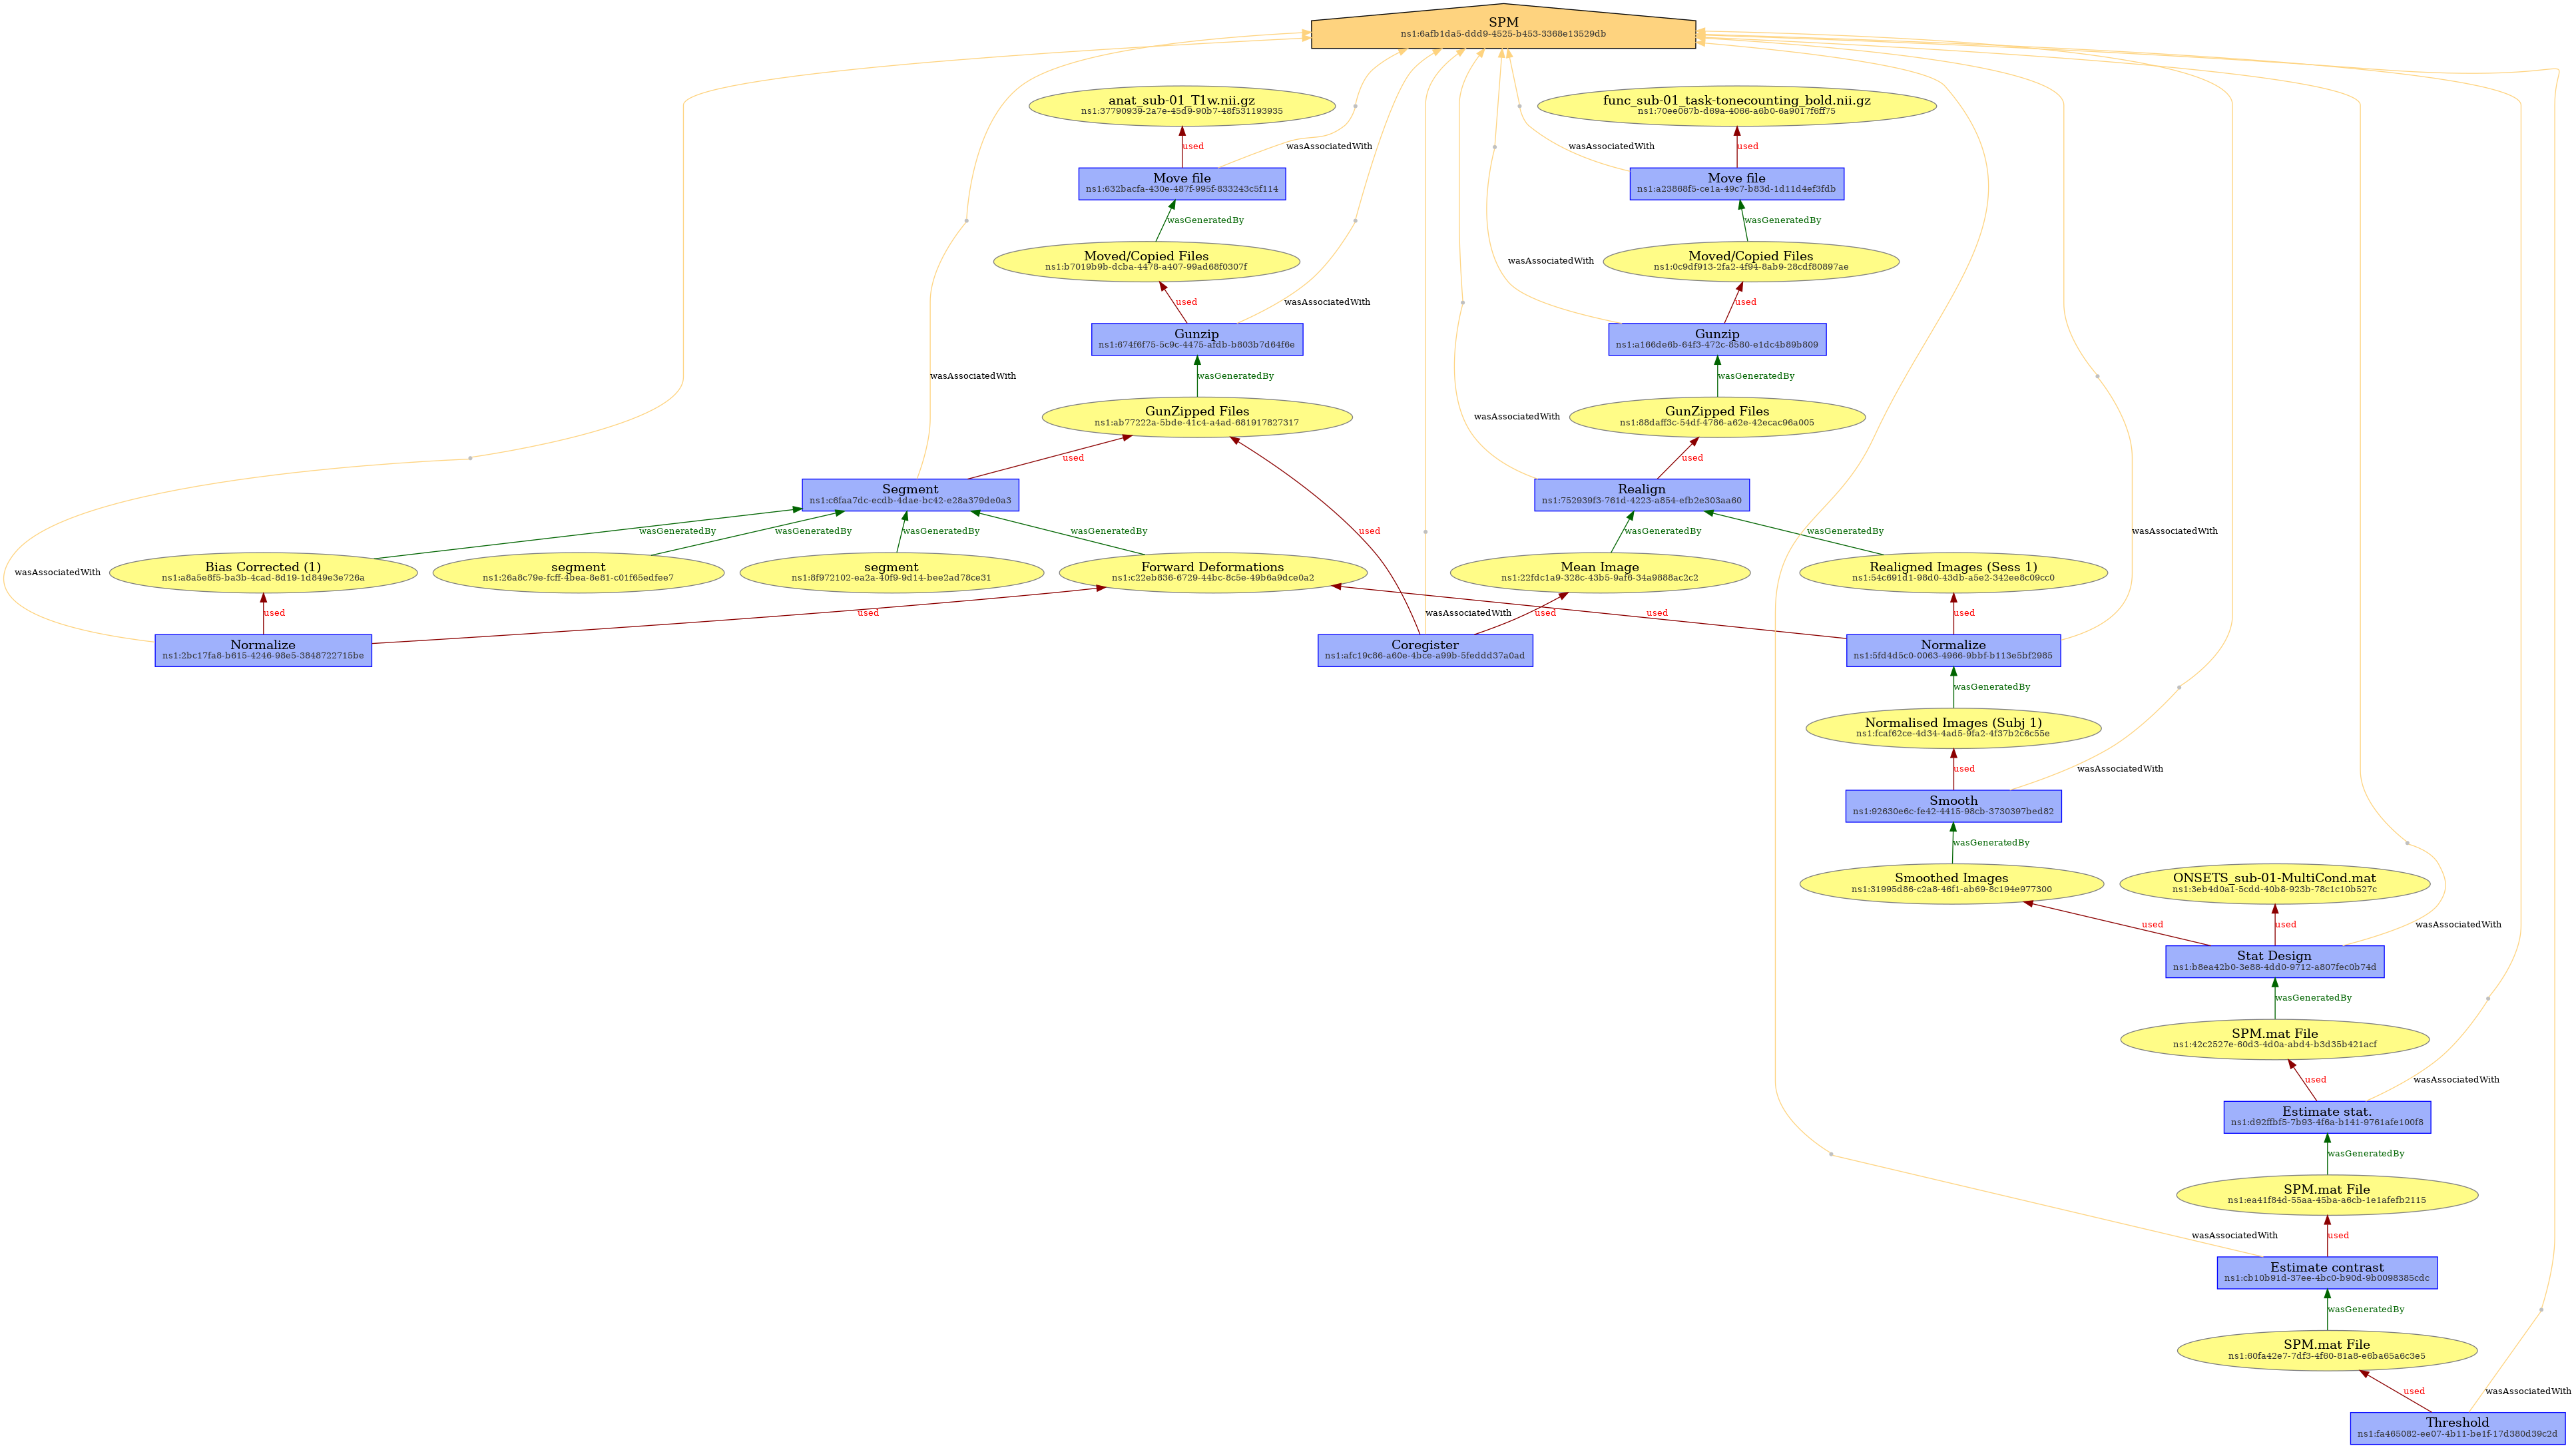 SPM
ns1:6afb1da5-ddd9-4525-b453-3368e13529db
anat_sub-01_T1w.nii.gz
ns1:37790939-2a7e-45d9-90b7-48f531193935
func_sub-01_task-tonecounting_bold.nii.gz
ns1:70ee067b-d69a-4066-a6b0-6a9017f6ff75
used
wasAssociatedWith
wasAssociatedWith
used
Move file
ns1:632bacfa-430e-487f-995f-833243c5f114
Move file
ns1:a23868f5-ce1a-49c7-b83d-1d11d4ef3fdb
wasGeneratedBy
wasGeneratedBy
Moved/Copied Files
ns1:b7019b9b-dcba-4478-a407-99ad68f0307f
wasAssociatedWith
Moved/Copied Files
ns1:0c9df913-2fa2-4f94-8ab9-28cdf80897ae
used
wasAssociatedWith
used
Gunzip
ns1:674f6f75-5c9c-4475-afdb-b803b7d64f6e
Gunzip
ns1:a166de6b-64f3-472c-8580-e1dc4b89b809
wasAssociatedWith
wasGeneratedBy
wasGeneratedBy
GunZipped Files
ns1:ab77222a-5bde-41c4-a4ad-681917827317
wasAssociatedWith
GunZipped Files
ns1:88daff3c-54df-4786-a62e-42ecac96a005
used
used
Segment
ns1:c6faa7dc-ecdb-4dae-bc42-e28a379de0a3
Realign
ns1:752939f3-761d-4223-a854-efb2e303aa60
wasGeneratedBy
wasGeneratedBy
wasGeneratedBy
wasGeneratedBy
used
wasGeneratedBy
wasGeneratedBy
wasAssociatedWith
wasAssociatedWith
Bias Corrected (1)
ns1:a8a5e8f5-ba3b-4cad-8d19-1d849e3e726a
segment
ns1:26a8c79e-fcff-4bea-8e81-c01f65edfee7
segment
ns1:8f972102-ea2a-40f9-9d14-bee2ad78ce31
Forward Deformations
ns1:c22eb836-6729-44bc-8c5e-49b6a9dce0a2
Mean Image
ns1:22fdc1a9-328c-43b5-9af6-34a9888ac2c2
Realigned Images (Sess 1)
ns1:54c691d1-98d0-43db-a5e2-342ee8c09cc0
used
used
wasAssociatedWith
used
used
used
Normalize
ns1:2bc17fa8-b615-4246-98e5-3848722715be
Coregister
ns1:afc19c86-a60e-4bce-a99b-5feddd37a0ad
Normalize
ns1:5fd4d5c0-0063-4966-9bbf-b113e5bf2985
wasGeneratedBy
Normalised Images (Subj 1)
ns1:fcaf62ce-4d34-4ad5-9fa2-4f37b2c6c55e
used
wasAssociatedWith
Smooth
ns1:92630e6c-fe42-4415-98cb-3730397bed82
wasGeneratedBy
Smoothed Images
ns1:31995d86-c2a8-46f1-ab69-8c194e977300
ONSETS_sub-01-MultiCond.mat
ns1:3eb4d0a1-5cdd-40b8-923b-78c1c10b527c
used
used
wasAssociatedWith
Stat Design
ns1:b8ea42b0-3e88-4dd0-9712-a807fec0b74d
wasGeneratedBy
SPM.mat File
ns1:42c2527e-60d3-4d0a-abd4-b3d35b421acf
used
wasAssociatedWith
Estimate stat.
ns1:d92ffbf5-7b93-4f6a-b141-9761afe100f8
wasGeneratedBy
SPM.mat File
ns1:ea41f84d-55aa-45ba-a6cb-1e1afefb2115
wasAssociatedWith
used
Estimate contrast
ns1:cb10b91d-37ee-4bc0-b90d-9b0098385cdc
wasGeneratedBy
SPM.mat File
ns1:60fa42e7-7df3-4f60-81a8-e6ba65a6c3e5
used
wasAssociatedWith
Threshold
ns1:fa465082-ee07-4b11-be1f-17d380d39c2d